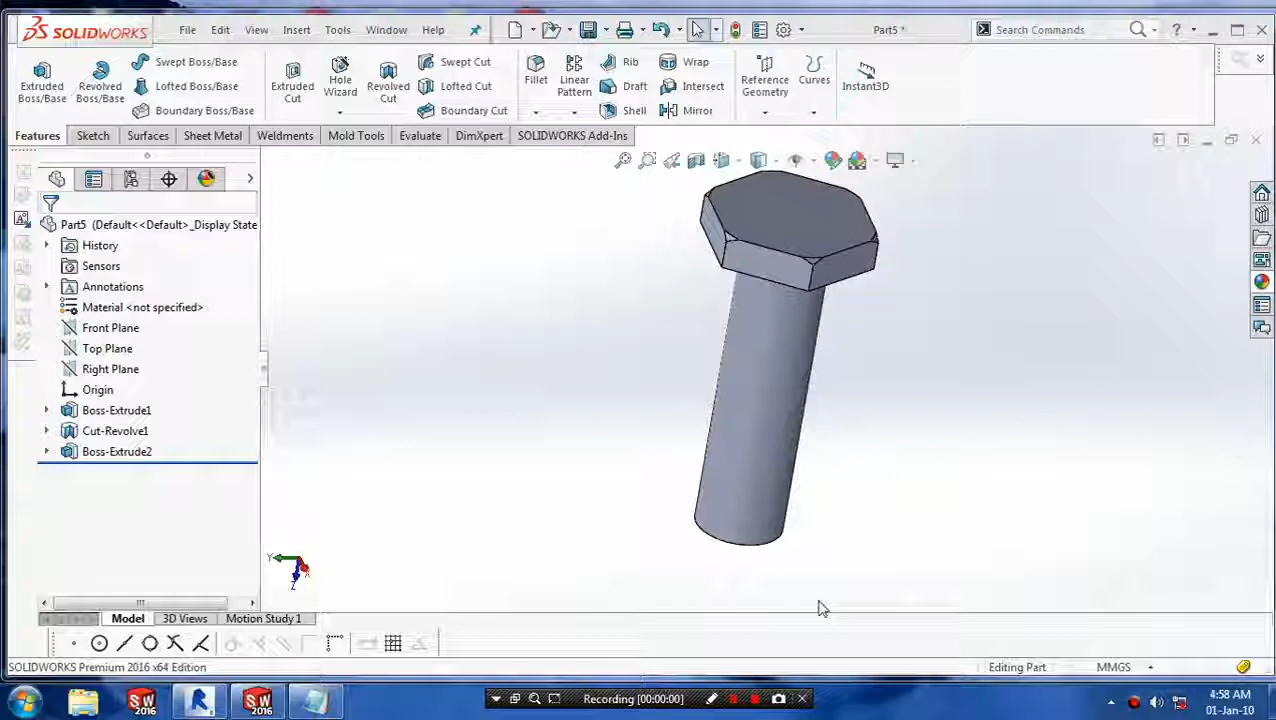 SOLIDWORKS
File Edit View Insert Tools Window Help
Part5 *
Search Commands
Extruded Boss/Base
Revolved Boss/Base
Swept Boss/Base
Lofted Boss/Base
Boundary Boss/Base
Extruded Cut
Hole Wizard
Revolved Cut
Swept Cut
Lofted Cut
Boundary Cut
Fillet
Linear Pattern
Rib
Draft
Shell
Wrap
Intersect
Mirror
Reference Geometry
Curves
Instant3D
Features Sketch Surfaces Sheet Metal Weldments Mold Tools Evaluate DimXpert SOLIDWORKS Add-Ins
Part5 (Default<<Default>_Display State
History
Sensors
Annotations
Material <not specified>
Front Plane
Top Plane
Right Plane
Origin
Boss-Extrude1
Cut-Revolve1
Boss-Extrude2
Y
Z
Model 3D Views Motion Study 1
SOLIDWORKS Premium 2016 x64 Edition
Editing Part
MMGS
SW 2016
R
SW 2016
Recording [00:00:00]
4:58 AM
01-Jan-10